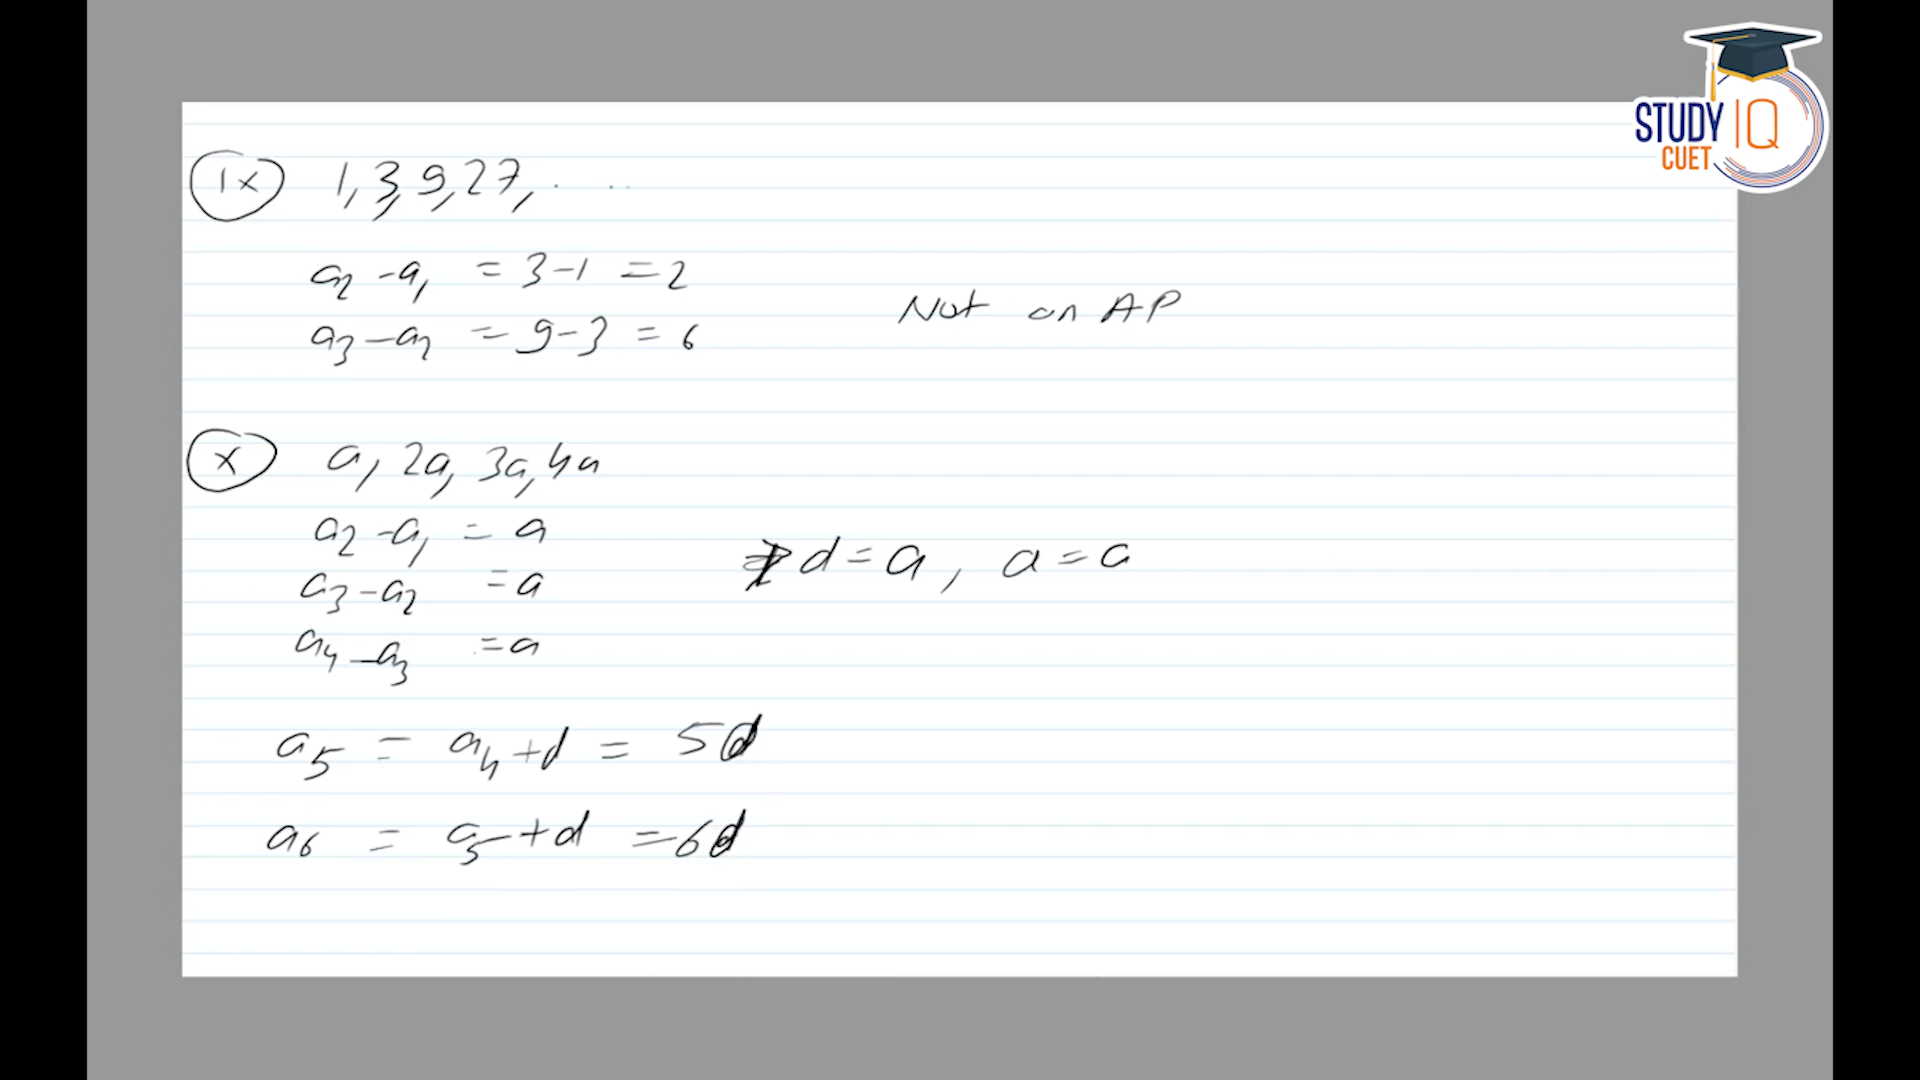 STUDY IQ
CUET
ix 1, 3, 9, 27, . . .
a2 - a1 = 3 - 1 = 2
a3 - a2 = 9 - 3 = 6
Not an AP
x a, 2a, 3a, 4a
a2 - a1 = a
a3 - a2 = a
a4 - a3 = a
d = a, a = a
a5 = a4 + d = 5d
a6 = a5 + d = 6d